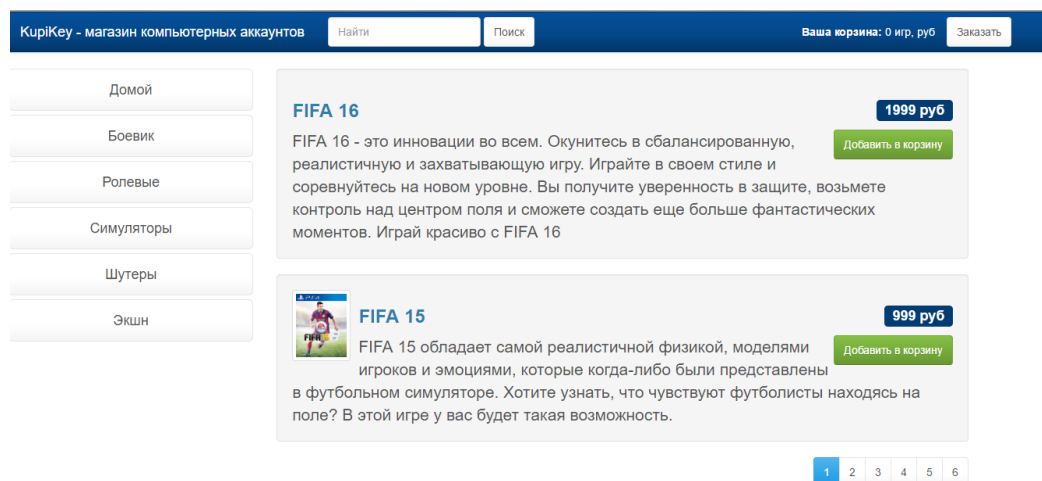 KupiKey - магазин компьютерных аккаунтов
Найти
Поиск
Ваша корзина: 0 игр, руб
Заказать
Домой
Боевик
Ролевые
Симуляторы
Шутеры
Экшн
FIFA 16
1999 руб
Добавить в корзину
FIFA 16 - это инновации во всем. Окунитесь в сбалансированную,
реалистичную и захватывающую игру. Играйте в своем стиле и
соревнуйтесь на новом уровне. Вы получите уверенность в защите, возьмете
контроль над центром поля и сможете создать еще больше фантастических
моментов. Играй красиво с FIFA 16
FIFA 15
999 руб
Добавить в корзину
FIFA 15 обладает самой реалистичной физикой, моделями
игроков и эмоциями, которые когда-либо были представлены
в футбольном симуляторе. Хотите узнать, что чувствуют футболисты находясь на
поле? В этой игре у вас будет такая возможность.
1 2 3 4 5 6